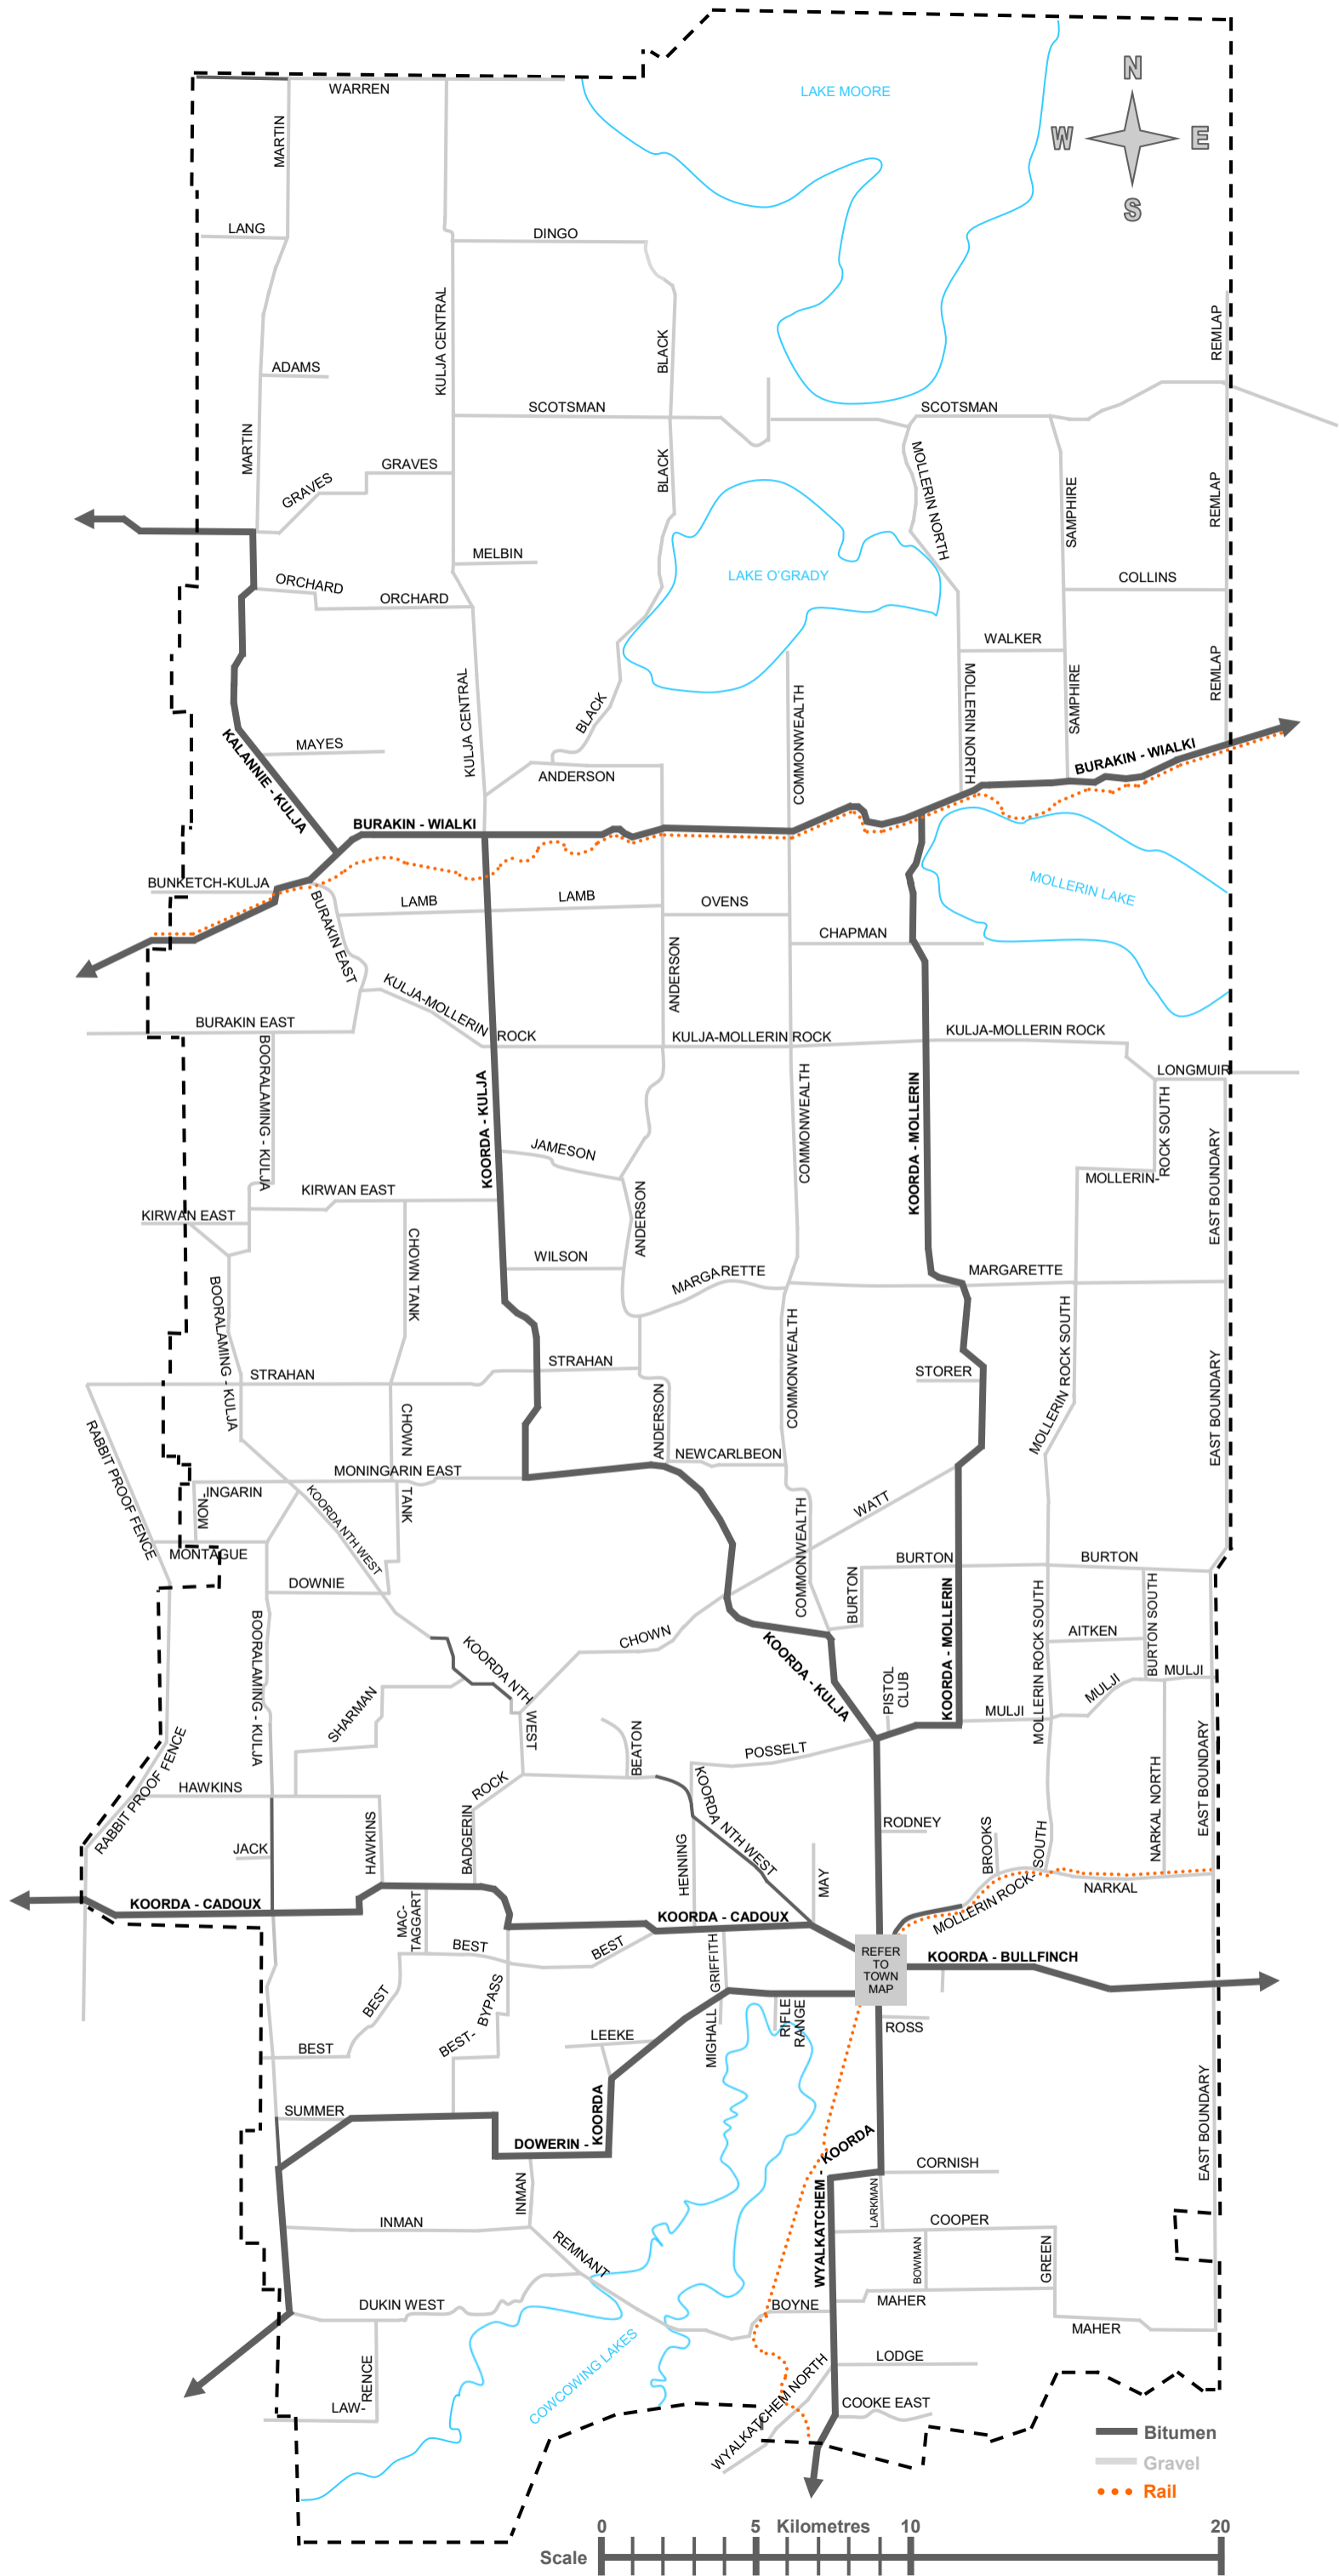 WARREN
LAKE MOORE
N
W
E
S
MARTIN
LANG
DINGO
KULJA CENTRAL
BLACK
REMLAP
ADAMS
SCOTSMAN
SCOTSMAN
MARTIN
GRAVES
GRAVES
BLACK
MOLLERIN NORTH
SAMPHIRE
REMLAP
MELBIN
LAKE O'GRADY
COLLINS
ORCHARD
ORCHARD
WALKER
KULJA CENTRAL
BLACK
COMMONWEALTH
MOLLERIN NORTH
SAMPHIRE
REMLAP
KALANNIE - KULJA
MAYES
ANDERSON
BURAKIN - WIALKI
BURAKIN - WIALKI
BUNKETCH-KULJA
BURAKIN EAST
LAMB
LAMB
OVENS
MOLLERIN LAKE
CHAPMAN
ANDERSON
KULJA-MOLLERIN
ROCK
BURAKIN EAST
KULJA-MOLLERIN ROCK
KULJA-MOLLERIN ROCK
BOORALAMING - KULJA
KOORDA - KULJA
COMMONWEALTH
KOORDA - MOLLERIN
LONGMUIR
ROCK SOUTH
MOLLERIN-
EAST BOUNDARY
JAMESON
KIRWAN EAST
KIRWAN EAST
ANDERSON
CHOWN TANK
WILSON
MARGARETTE
MARGARETTE
BOORALAMING - KULJA
COMMONWEALTH
MOLLERIN ROCK SOUTH
STRAHAN
STRAHAN
STORER
EAST BOUNDARY
RABBIT PROOF FENCE
CHOWN
TANK
ANDERSON
NEWCARLBEON
MONINGARIN EAST
MON-
INGARIN
KOORDA NTH WEST
WATT
COMMONWEALTH
MONTAGUE
DOWNIE
BURTON
BURTON
BURTON
BURTON SOUTH
AITKEN
BOORALAMING - KULJA
CHOWN
KOORDA - KULJA
KOORDA - MOLLERIN
MOLLERIN ROCK SOUTH
PISTOL
CLUB
MULJI
MULJI
MULJI
KOORDA NTH
WEST
SHARMAN
RABBIT PROOF FENCE
BEATON
POSSELT
EAST BOUNDARY
HAWKINS
HAWKINS
ROCK
BADGERIN
KOORDA NTH WEST
HENNING
MAY
RODNEY
BROOKS
NARKAL NORTH
JACK
KOORDA - CADOUX
KOORDA - CADOUX
MOLLERIN ROCK-
SOUTH
NARKAL
MAC-
TAGGART
BEST
BEST
GRIFFITH
REFER
TO
TOWN
MAP
KOORDA - BULLFINCH
BEST
BEST
BEST-
BYPASS
LEEKE
MIGHALL
RIFLE
RANGE
ROSS
SUMMER
DOWERIN -
KOORDA
WYALKATCHEM -
KOORDA
CORNISH
EAST BOUNDARY
INMAN
INMAN
LARKMAN
COOPER
BOWMAN
GREEN
REMNANT
DUKIN WEST
BOYNE
MAHER
MAHER
LAW-
RENCE
COWCOWING LAKES
LODGE
WYALKATCHEM NORTH
COOKE EAST
Bitumen
Gravel
Rail
0
5
Kilometres
10
20
Scale